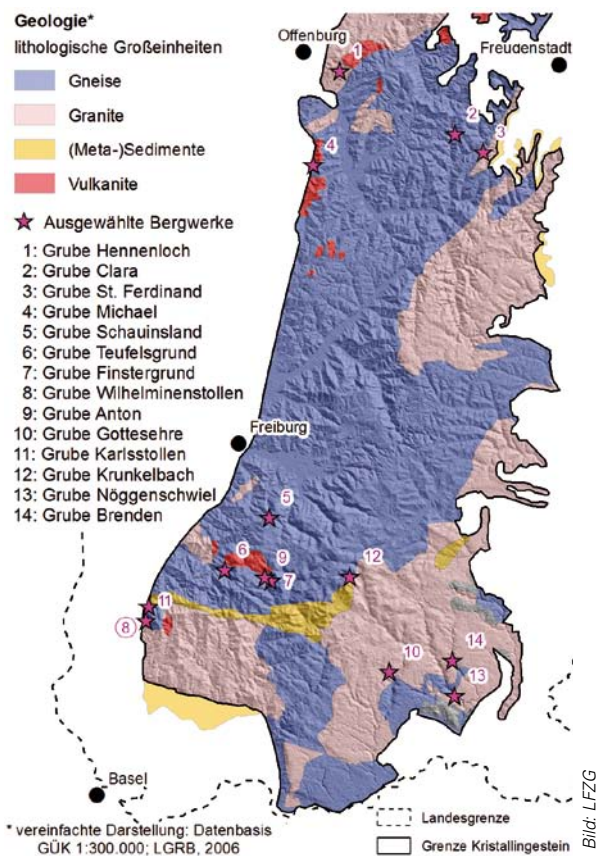 Geologie*
lithologische Großeinheiten
Gneise
Granite
(Meta-)Sedimente
Vulkanite
Ausgewählte Bergwerke
1: Grube Hennenloch
2: Grube Clara
3: Grube St. Ferdinand
4: Grube Michael
5: Grube Schauinsland
6: Grube Teufelsgrund
7: Grube Finstergrund
8: Grube Wilhelminenstollen
9: Grube Anton
10: Grube Gottesehre
11: Grube Karlsstollen
12: Grube Krunkelbach
13: Grube Nöggenschwiel
14: Grube Brenden
Offenburg
Freudenstadt
1
2
3
4
Freiburg
5
6
9
7
12
11
8
10
14
13
Basel
* vereinfachte Darstellung: Datenbasis
GÜK 1:300.000; LGRB, 2006
Landesgrenze
Grenze Kristallingestein
Bild: LFZG